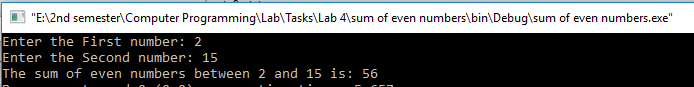 "E:\2nd semester\Computer Programming\Lab\Tasks\Lab 4\sum of even numbers\bin\Debug\sum of even numbers.exe"
Enter the First number: 2
Enter the Second number: 15
The sum of even numbers between 2 and 15 is: 56